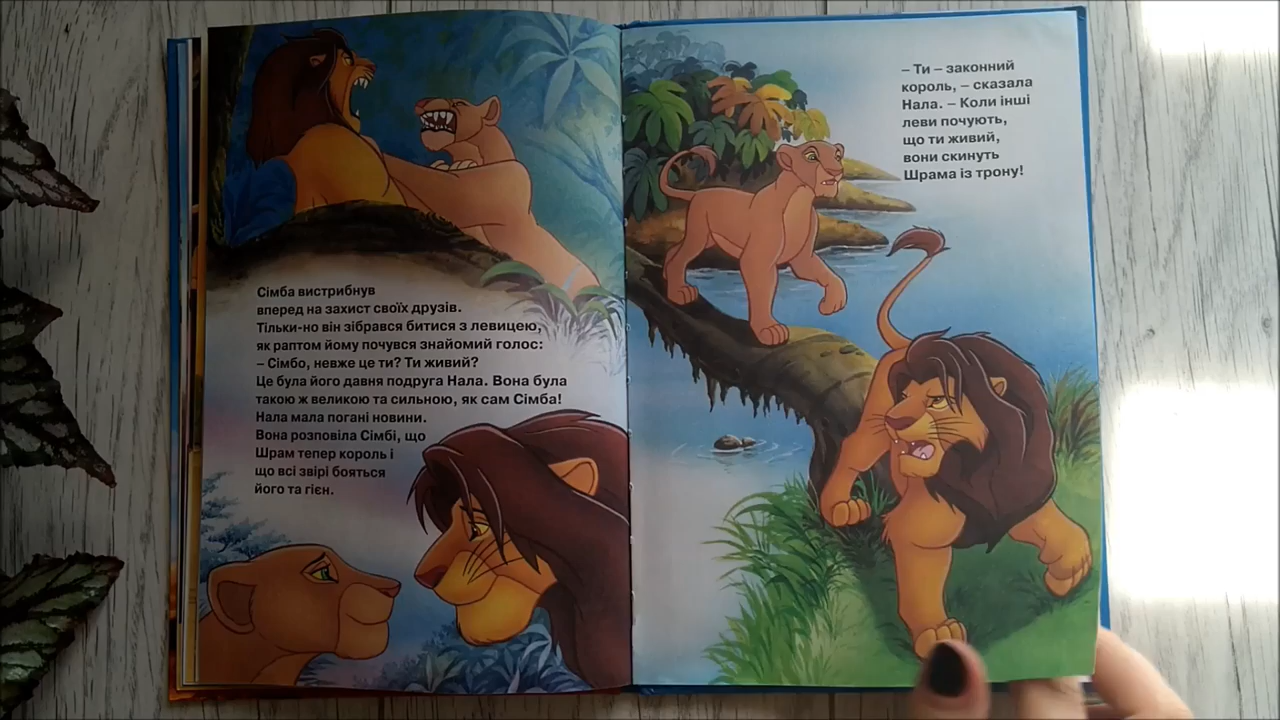 Сімба вистрибнув
вперед на захист своїх друзів.
Тільки-но він зібрався битися з левицею,
як раптом йому почувся знайомий голос:
– Сімбо, невже це ти? Ти живий?
Це була його давня подруга Нала. Вона була
такою ж великою та сильною, як сам Сімба!
Нала мала погані новини.
Вона розповіла Сімбі, що
Шрам тепер король і
що всі звірі бояться
його та гієн.
– Ти – законний
король, – сказала
Нала. – Коли інші
леви почують,
що ти живий,
вони скинуть
Шрама із трону!